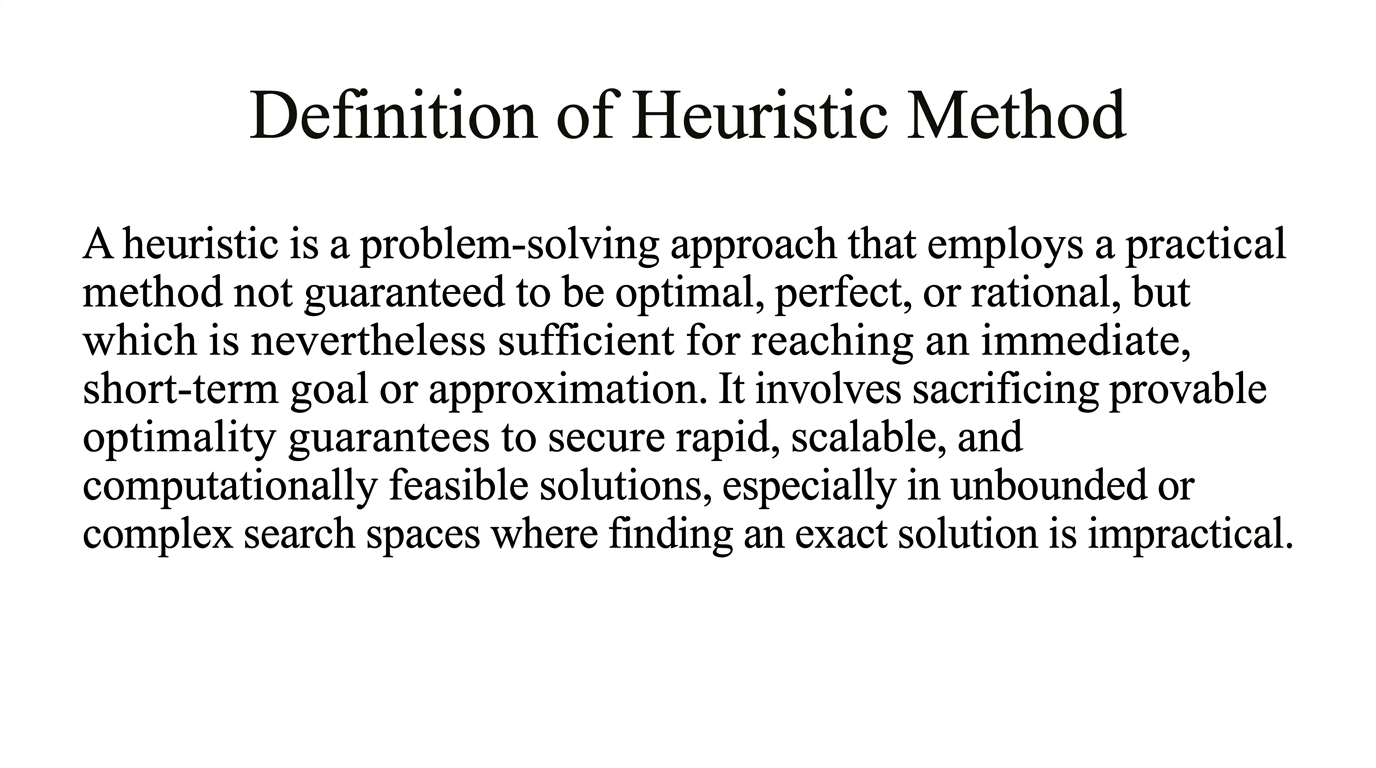 Definition of Heuristic Method
A heuristic is a problem-solving approach that employs a practical
method not guaranteed to be optimal, perfect, or rational, but
which is nevertheless sufficient for reaching an immediate,
short-term goal or approximation. It involves sacrificing provable
optimality guarantees to secure rapid, scalable, and
computationally feasible solutions, especially in unbounded or
complex search spaces where finding an exact solution is impractical.